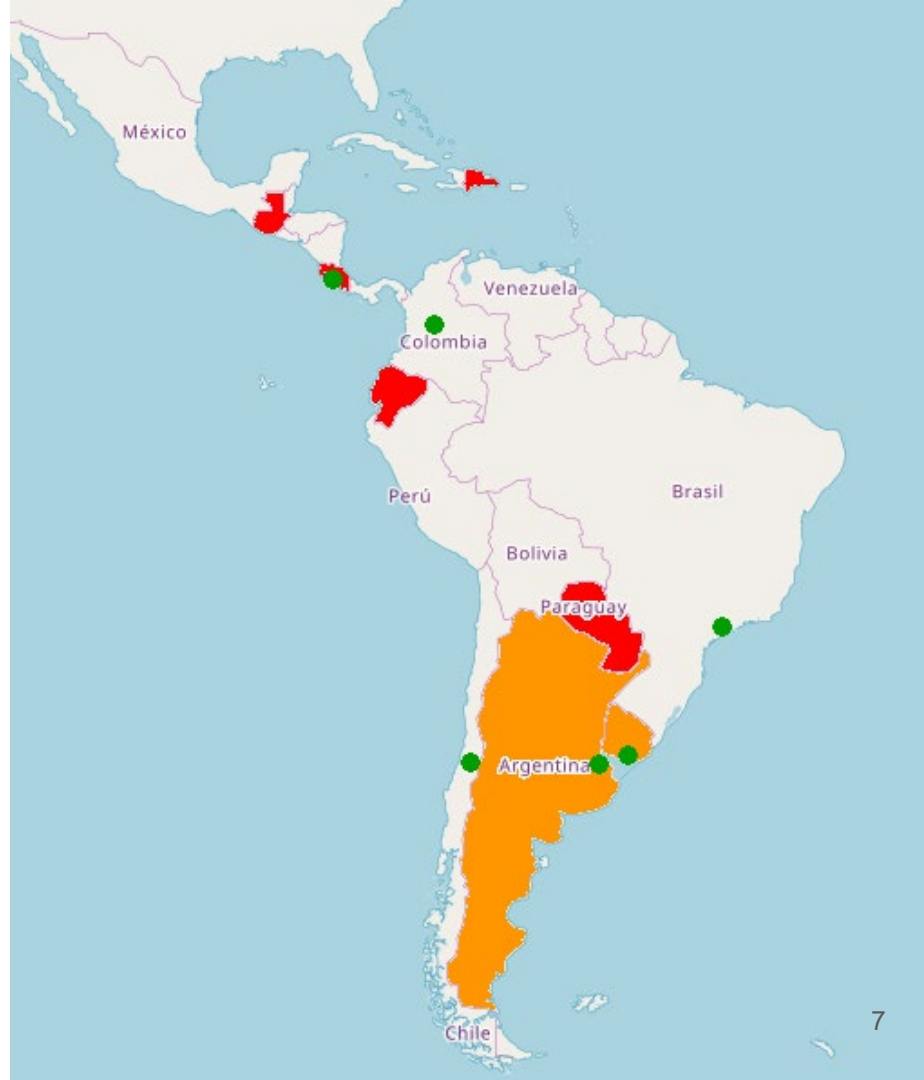 México
Venezuela
Colombia
Perú
Brasil
Bolivia
Paraguay
Argentina
7
Chile